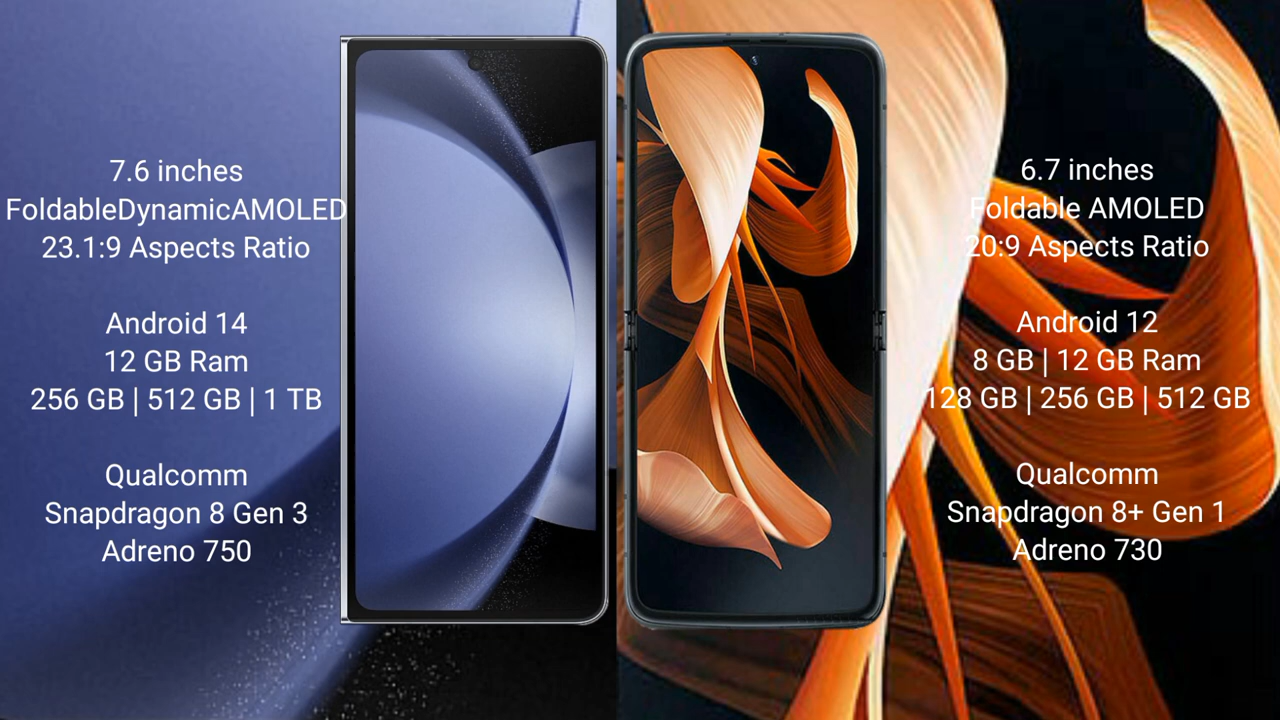 7.6 inches
FoldableDynamicAMOLED
23.1:9 Aspects Ratio
Android 14
12 GB Ram
256 GB | 512 GB | 1 TB
Qualcomm
Snapdragon 8 Gen 3
Adreno 750
6.7 inches
Foldable AMOLED
20:9 Aspects Ratio
Android 12
8 GB | 12 GB Ram
128 GB | 256 GB | 512 GB
Qualcomm
Snapdragon 8+ Gen 1
Adreno 730